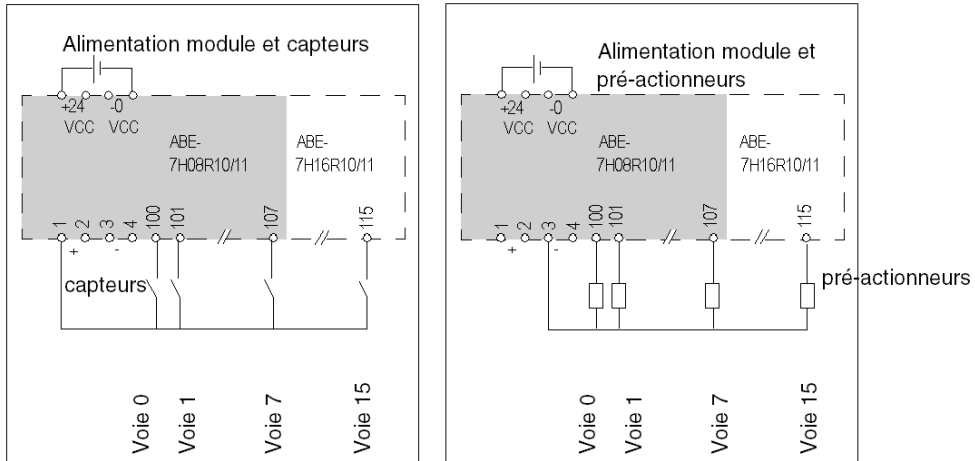 Alimentation module et capteurs
+24 -0
VCC VCC
ABE-
7H08R10/11
ABE-
7H16R10/11
1 2 3 4 100 101 107 115
+ -
capteurs
Voie 0 Voie 1 Voie 7 Voie 15
Alimentation module et
pré-actionneurs
+24 -0
VCC VCC
ABE-
7H08R10/11
ABE-
7H16R10/11
1 2 3 4 100 101 107 115
+ -
pré-actionneurs
Voie 0 Voie 1 Voie 7 Voie 15